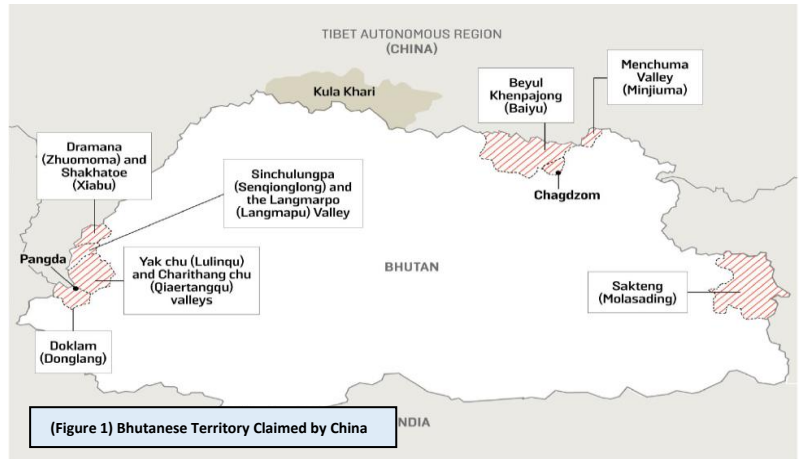 TIBET AUTONOMOUS REGION
(CHINA)
Kula Khari
Beyul
Khenpajong
(Baiyu)
Menchuma
Valley
(Minjiuma)
Dramana
(Zhuomoma) and
Shakhatoe
(Xiabu)
Sinchulungpa
(Senqionglong) and
the Langmarpo
(Langmapu) Valley
Chagdzom
Pangda
Yak chu (Lulinqu)
and Charithang chu
(Qiaertangqu)
valleys
BHUTAN
Sakteng
(Molasading)
Doklam
(Donglang)
(Figure 1) Bhutanese Territory Claimed by China
NDIA